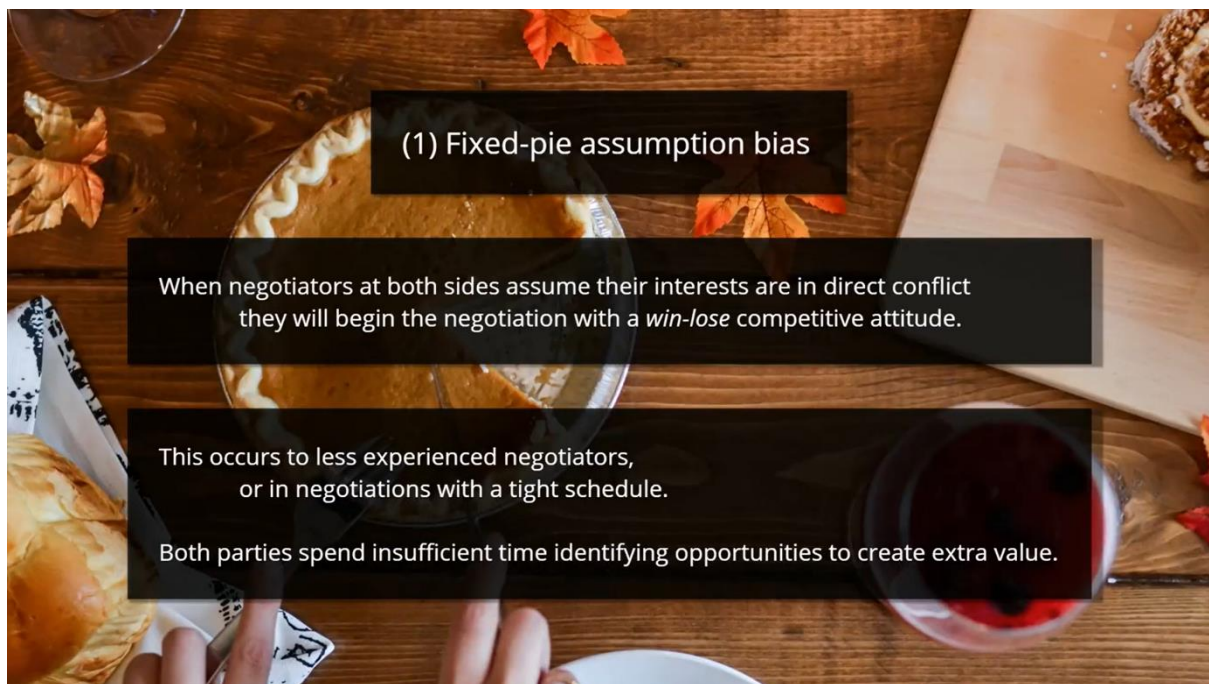 (1) Fixed-pie assumption bias
When negotiators at both sides assume their interests are in direct conflict
they will begin the negotiation with a win-lose competitive attitude.
This occurs to less experienced negotiators,
or in negotiations with a tight schedule.
Both parties spend insufficient time identifying opportunities to create extra value.